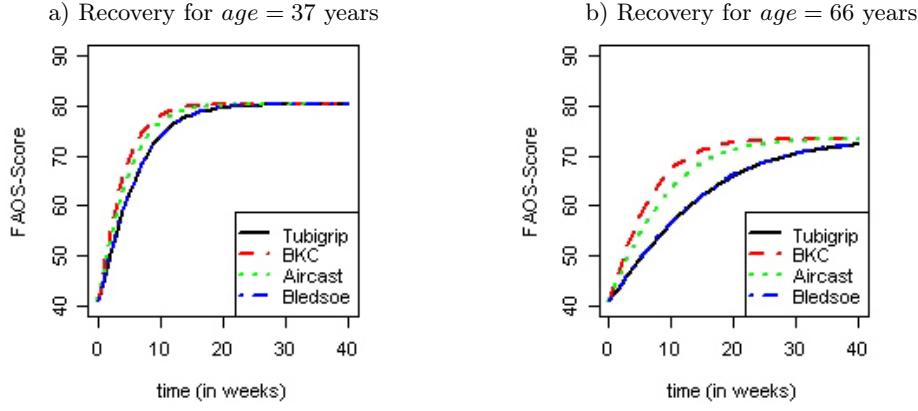 a) Recovery for age = 37 years
FAOS-Score
90
80
70
60
50
40
Tubigrip
BKC
Aircast
Bledsoe
0 10 20 30 40
time (in weeks)
b) Recovery for age = 66 years
FAOS-Score
90
80
70
60
50
40
Tubigrip
BKC
Aircast
Bledsoe
0 10 20 30 40
time (in weeks)